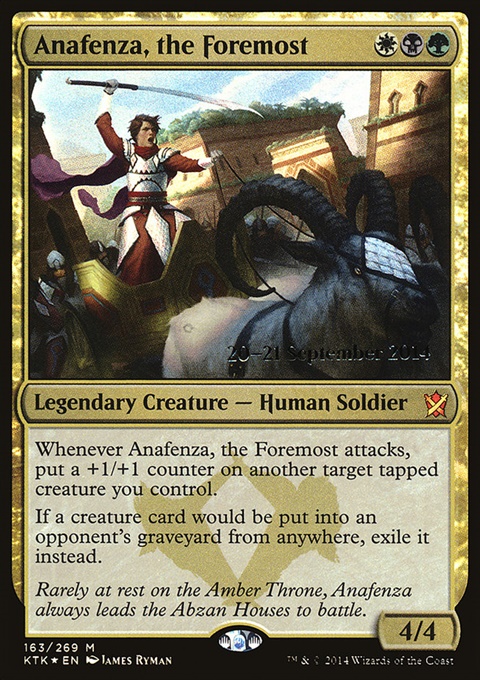 Anafenza, the Foremost
20–21 September 2014
Legendary Creature — Human Soldier
Whenever Anafenza, the Foremost attacks,
put a +1/+1 counter on another target tapped
creature you control.
If a creature card would be put into an
opponent's graveyard from anywhere, exile it
instead.
Rarely at rest on the Amber Throne, Anafenza
always leads the Abzan Houses to battle.
4/4
163/269 M
KTK★EN James Ryman
™ & © 2014 Wizards of the Coast